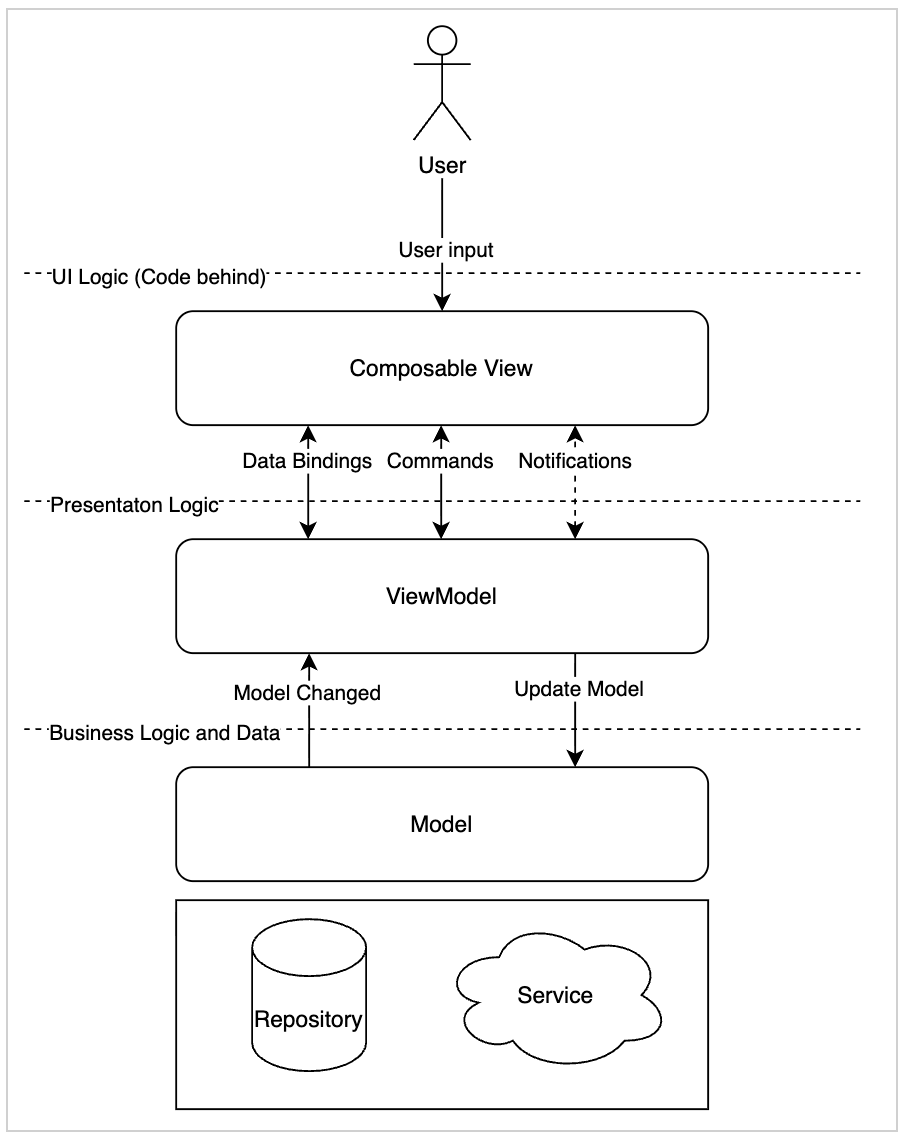 User
User input
UI Logic (Code behind)
Composable View
Data Bindings
Commands
Notifications
Presentaton Logic
ViewModel
Model Changed
Update Model
Business Logic and Data
Model
Repository
Service